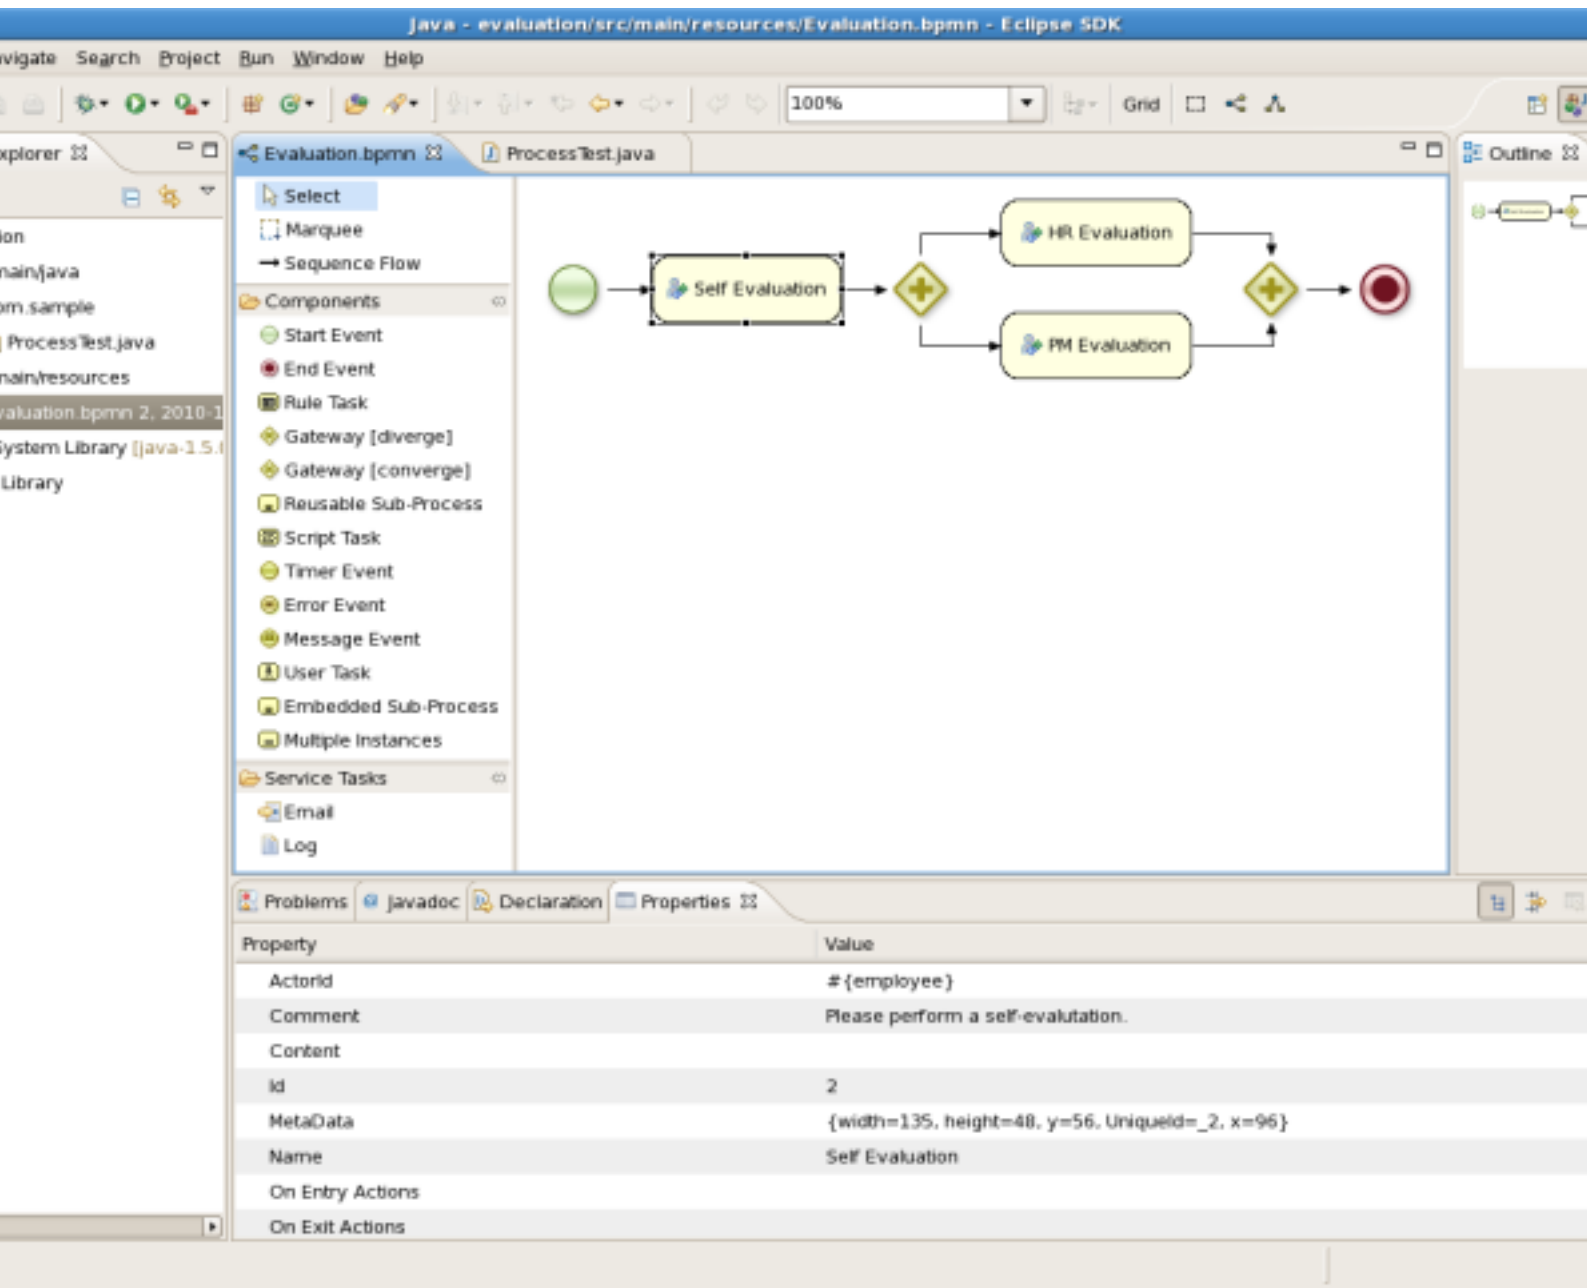 Java - evaluation/src/main/resources/Evaluation.bpmn - Eclipse SDK
avigate Search Project Run Window Help
100%
Grid
xplorer
Evaluation.bpmn
ProcessTest.java
Outline
ion
main/java
om.sample
ProcessTest.java
main/resources
valuation.bpmn 2, 2010-1
System Library [java-1.5.
Library
Select
Marquee
Sequence Flow
Components
Start Event
End Event
Rule Task
Gateway [diverge]
Gateway [converge]
Reusable Sub-Process
Script Task
Timer Event
Error Event
Message Event
User Task
Embedded Sub-Process
Multiple Instances
Service Tasks
Email
Log
Self Evaluation
HR Evaluation
PM Evaluation
Problems
Javadoc
Declaration
Properties
Property Value
ActorId #{employee}
Comment Please perform a self-evalutation.
Content
Id 2
MetaData {width=135, height=48, y=56, UniqueId=_2, x=96}
Name Self Evaluation
On Entry Actions
On Exit Actions